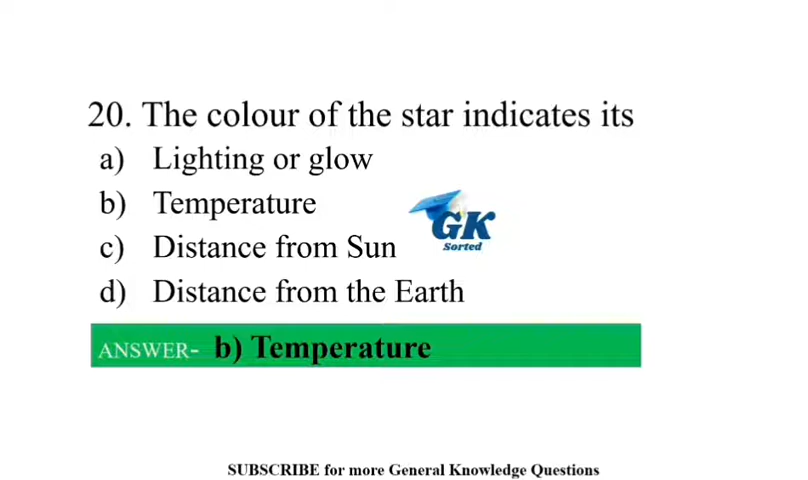 20. The colour of the star indicates its
a) Lighting or glow
b) Temperature
c) Distance from Sun
d) Distance from the Earth
GK
Sorted
ANSWER- b) Temperature
SUBSCRIBE for more General Knowledge Questions